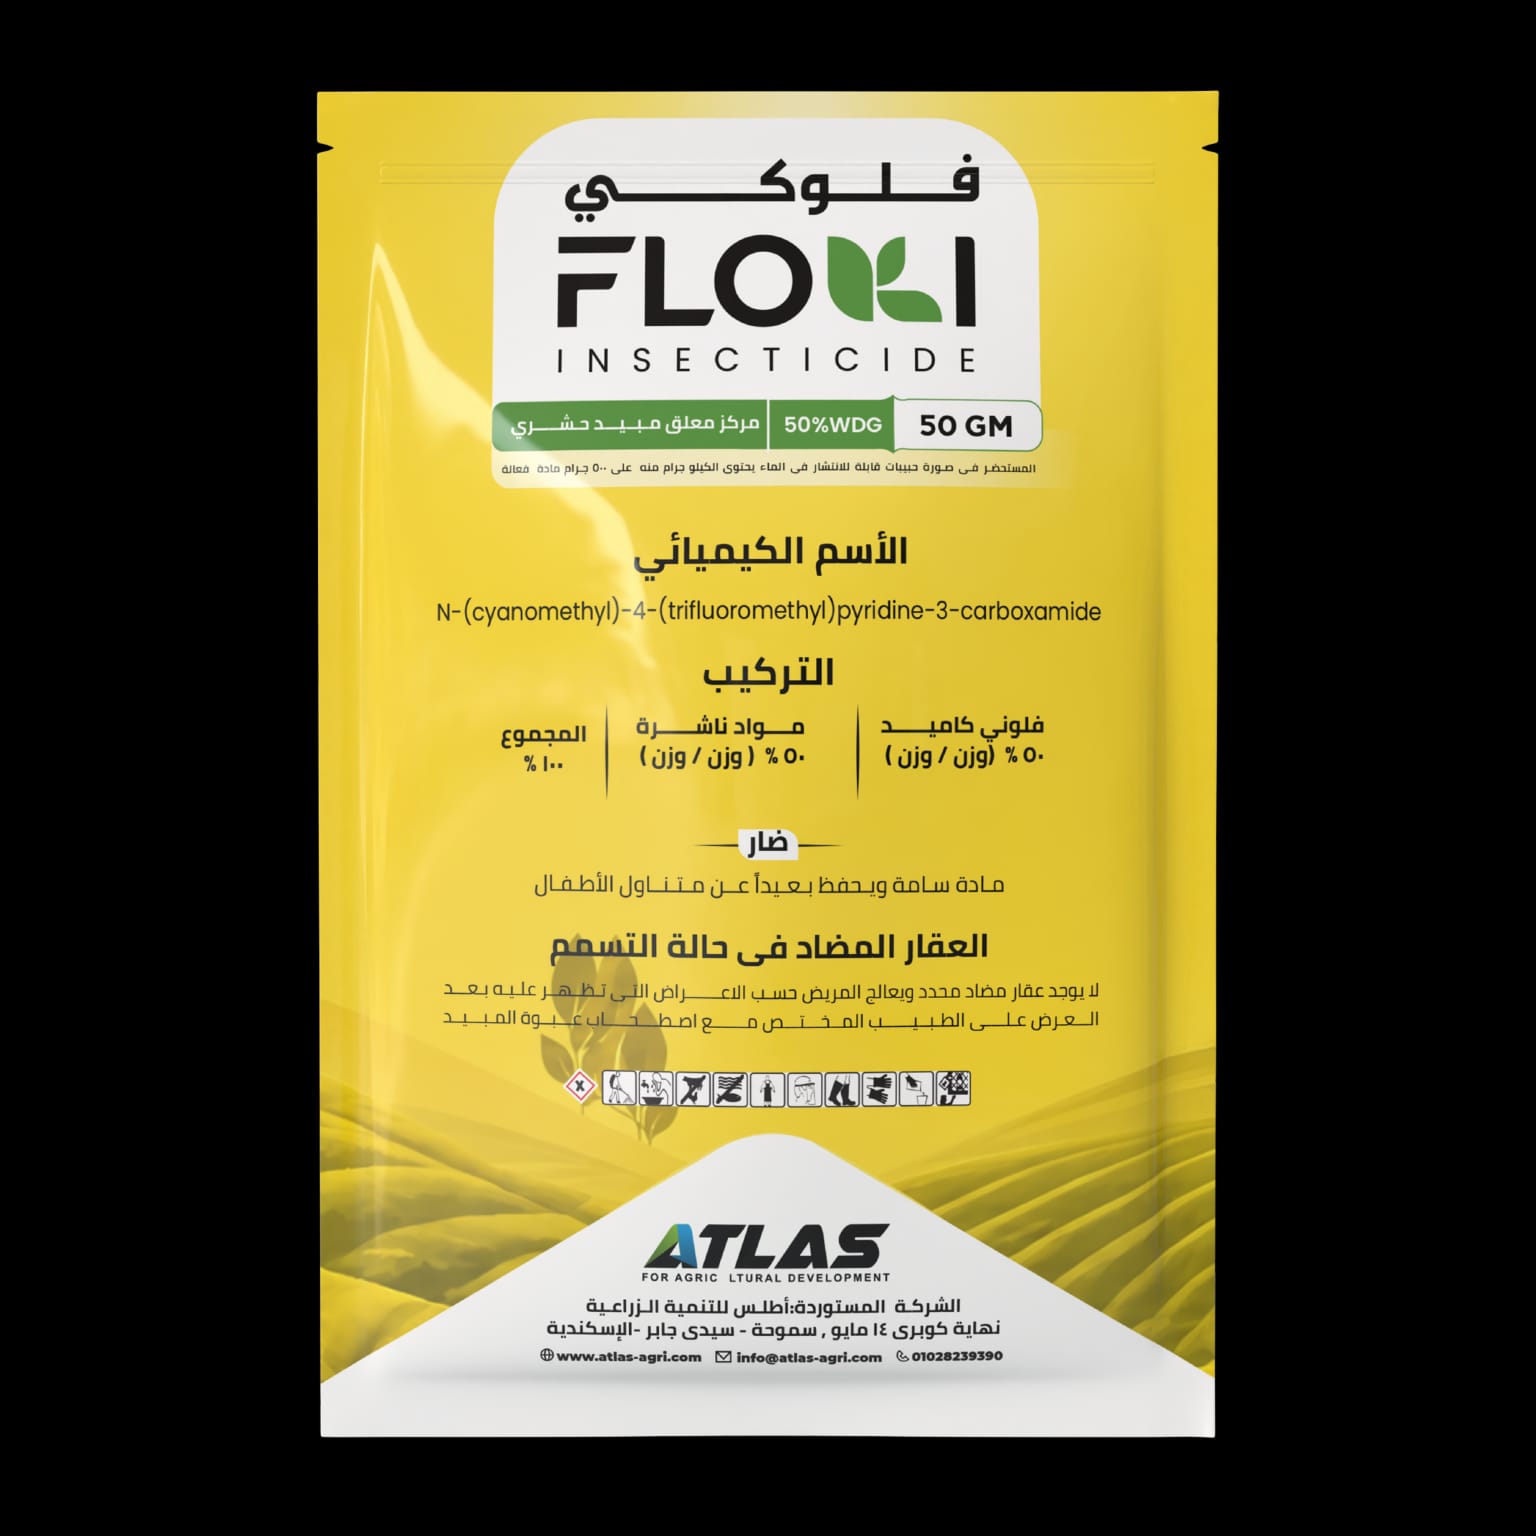 فلوكي
FLOKI
INSECTICIDE
مركز معلق مبيد حشري 50%WDG 50 GM
المستحضر فى صورة حبيبات قابلة للانتشار فى الماء يحتوى الكيلو جرام منه على ٥٠٠ جرام مادة فعالة
الأسم الكيميائي
N-(cyanomethyl)-4-(trifluoromethyl)pyridine-3-carboxamide
التركيب
فلوني كاميد
٥٠ % (وزن / وزن )
مواد ناشرة
٥٠ % ( وزن / وزن )
المجموع
١٠٠ %
ضار
مادة سامة ويحفظ بعيداً عن متناول الأطفال
العقار المضاد فى حالة التسمم
لا يوجد عقار مضاد محدد ويعالج المريض حسب الاعراض التى تظهر عليه بعد
العرض على الطبيب المختص مع اصطحاب عبوة المبيد
ATLAS
FOR AGRIC LTURAL DEVELOPMENT
الشركة المستوردة:أطلس للتنمية الزراعية
نهاية كوبرى ١٤ مايو , سموحة - سيدى جابر -الإسكندية
www.atlas-agri.com info@atlas-agri.com 01028239390